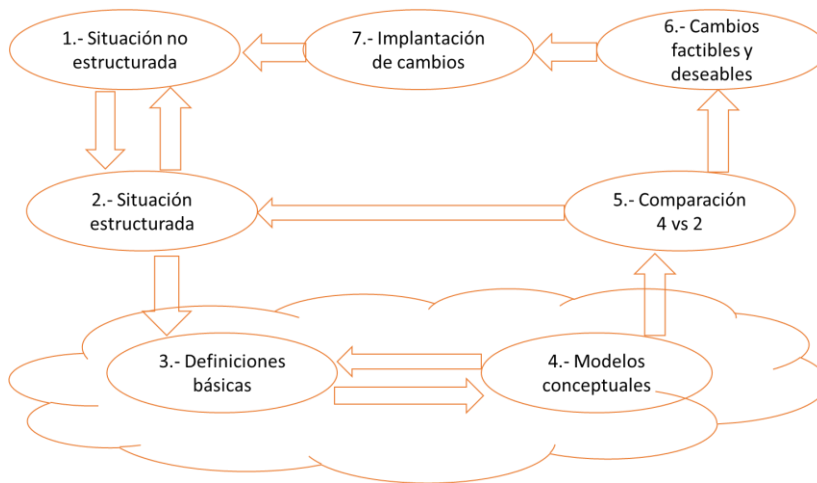 1.- Situación no
estructurada
7.- Implantación
de cambios
6.- Cambios
factibles y
deseables
2.- Situación
estructurada
5.- Comparación
4 vs 2
3.- Definiciones
básicas
4.- Modelos
conceptuales